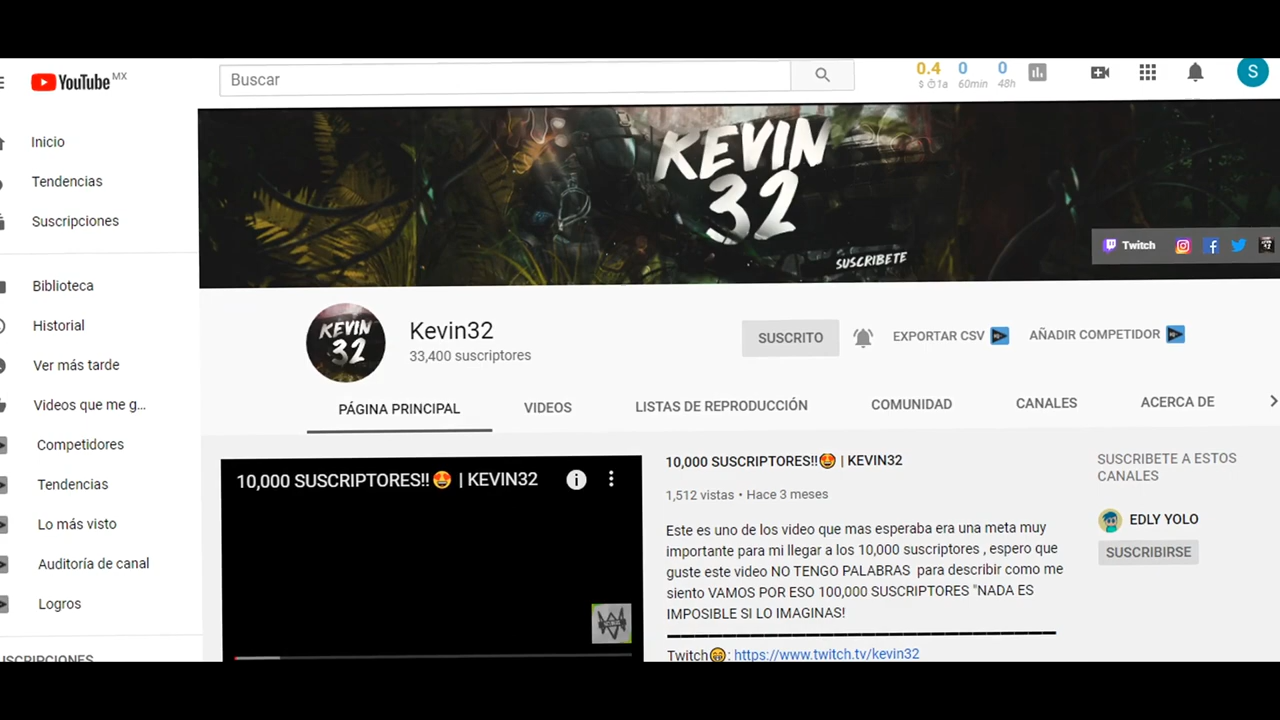 YouTube MX
Buscar
0.4 0 0
$ 1a 60min 48h
S
Inicio
Tendencias
Suscripciones
Biblioteca
Historial
Ver más tarde
Videos que me g...
Competidores
Tendencias
Lo más visto
Auditoría de canal
Logros
SUSCRIPCIONES
KEVIN
32
SUSCRIBETE
Twitch
KEVIN
32
Kevin32
33,400 suscriptores
SUSCRITO
EXPORTAR CSV
AÑADIR COMPETIDOR
PÁGINA PRINCIPAL
VIDEOS
LISTAS DE REPRODUCCIÓN
COMUNIDAD
CANALES
ACERCA DE
10,000 SUSCRIPTORES!!🤩 | KEVIN32
10,000 SUSCRIPTORES!!🤩 | KEVIN32
1,512 vistas • Hace 3 meses
Este es uno de los video que mas esperaba era una meta muy
importante para mi llegar a los 10,000 suscriptores , espero que
guste este video NO TENGO PALABRAS para describir como me
siento VAMOS POR ESO 100,000 SUSCRIPTORES "NADA ES
IMPOSIBLE SI LO IMAGINAS!
Twitch😁: https://www.twitch.tv/kevin32
SUSCRIBETE A ESTOS
CANALES
EDLY YOLO
SUSCRIBIRSE